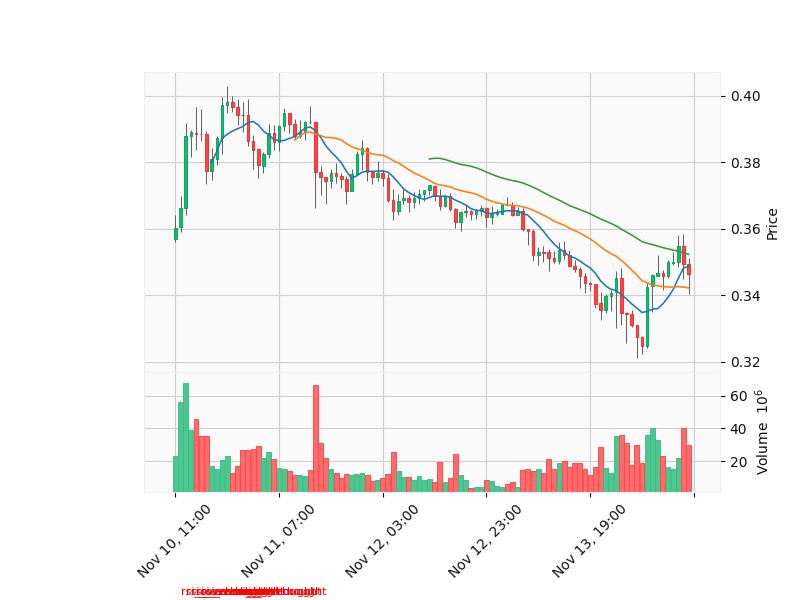 0.40
0.38
0.36
0.34
0.32
Price
60
40
20
Volume 10⁶
Nov 10, 11:00
Nov 11, 07:00
Nov 12, 03:00
Nov 12, 23:00
Nov 13, 19:00